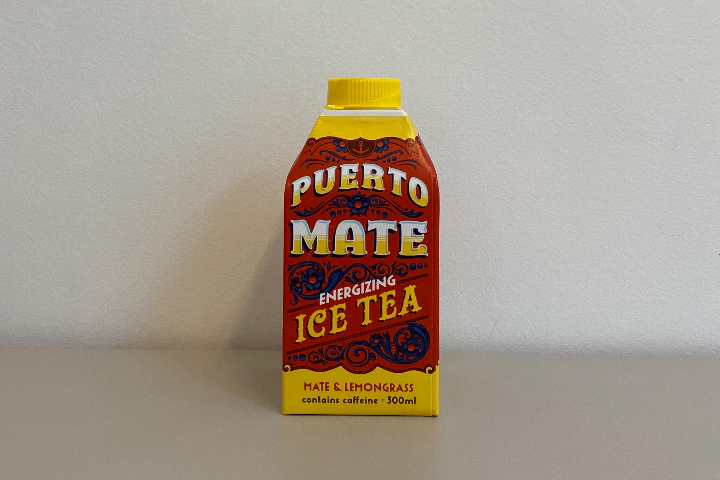 PUERTO
MATE
ENERGIZING
ICE TEA
MATE & LEMONGRASS
contains caffeine · 500ml